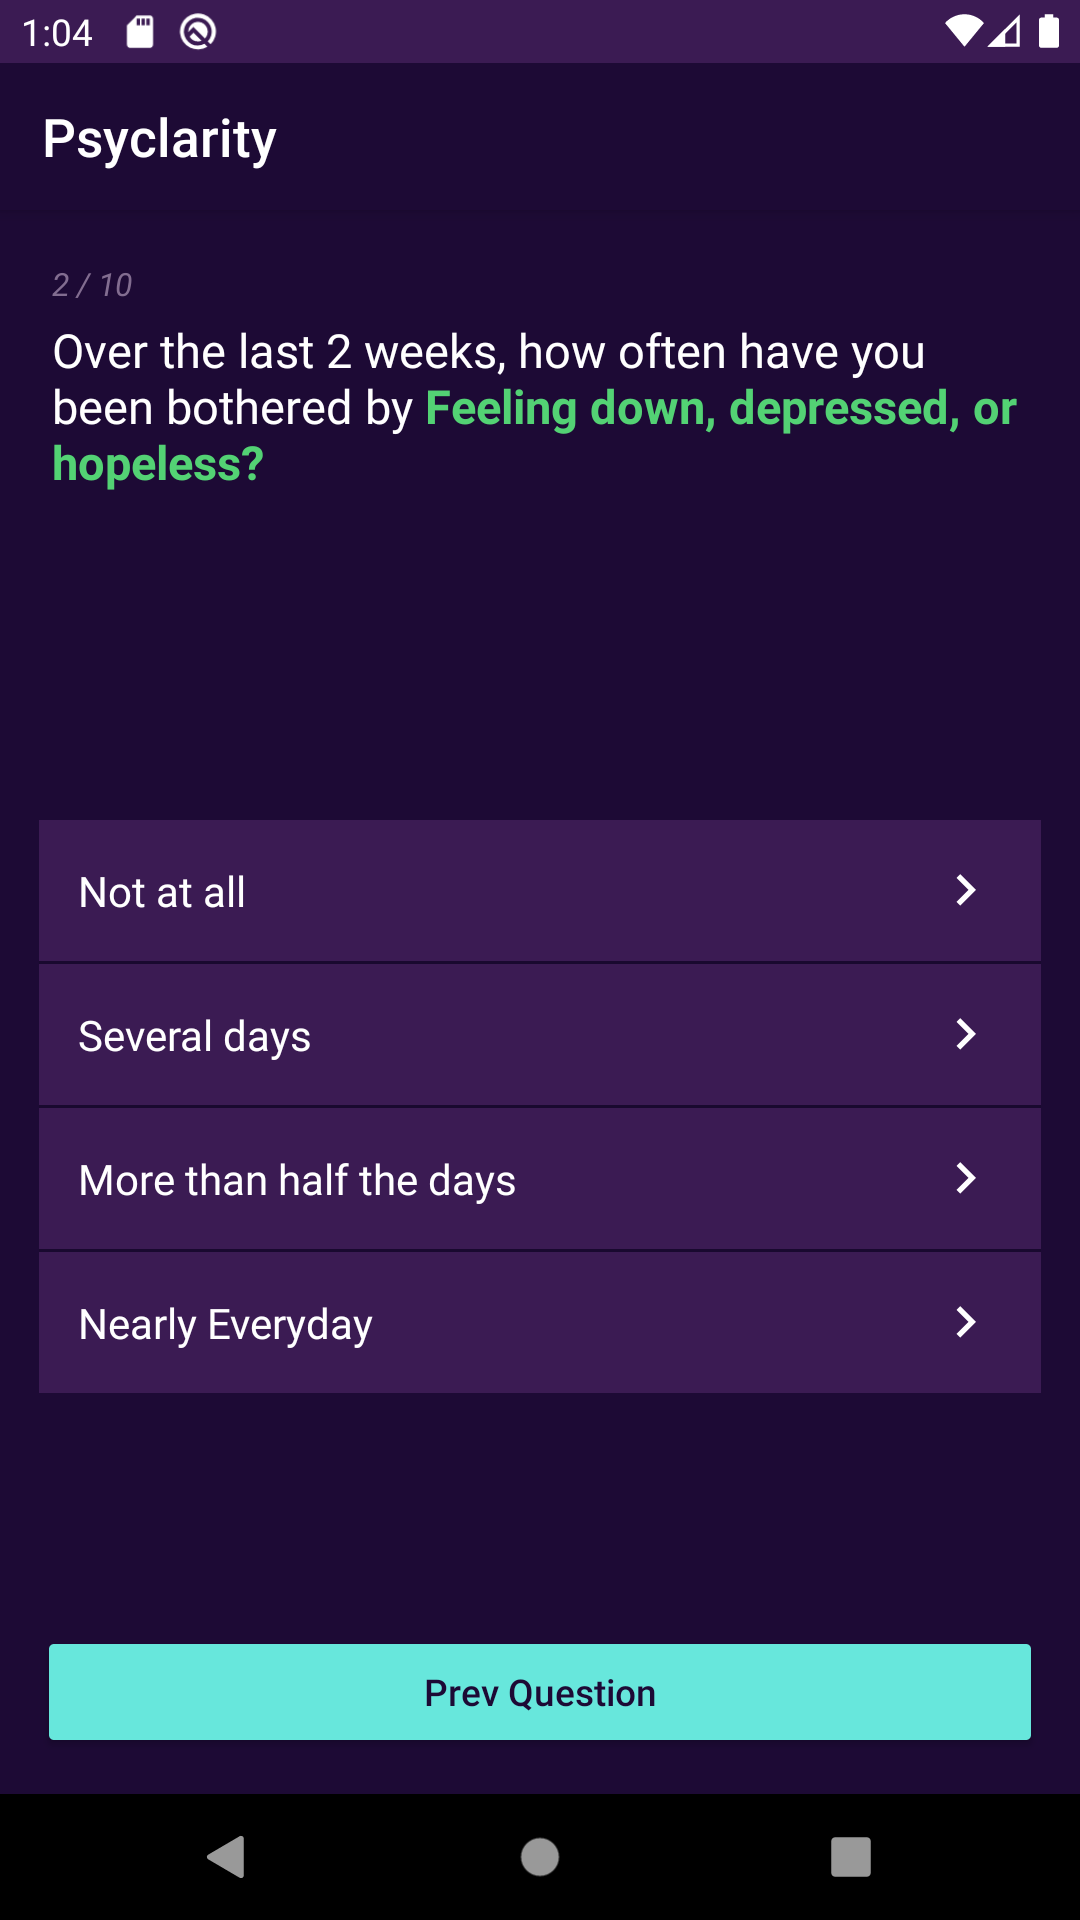 1:04
Psyclarity
2 / 10
Over the last 2 weeks, how often have you
been bothered by Feeling down, depressed, or
hopeless?
Not at all
Several days
More than half the days
Nearly Everyday
Prev Question